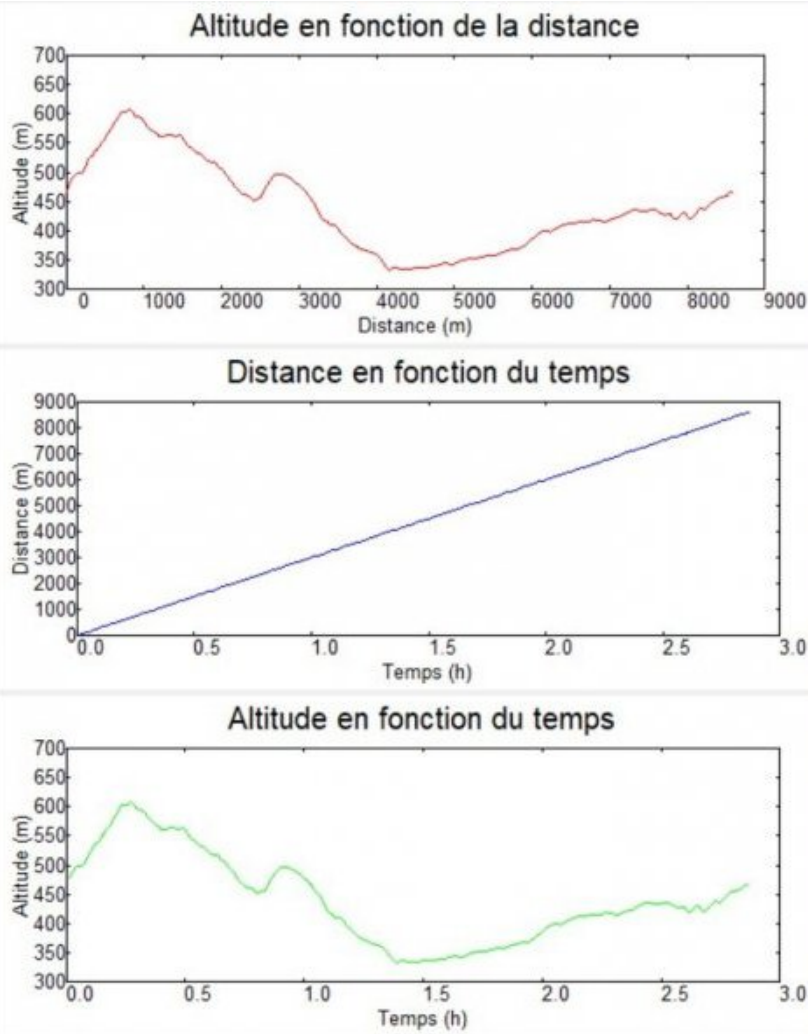 Altitude en fonction de la distance
700
650
600
550
500
450
400
350
300
Altitude (m)
0 1000 2000 3000 4000 5000 6000 7000 8000 9000
Distance (m)
Distance en fonction du temps
9000
8000
7000
6000
5000
4000
3000
2000
1000
0
Distance (m)
0.0 0.5 1.0 1.5 2.0 2.5 3.0
Temps (h)
Altitude en fonction du temps
700
650
600
550
500
450
400
350
300
Altitude (m)
0.0 0.5 1.0 1.5 2.0 2.5 3.0
Temps (h)